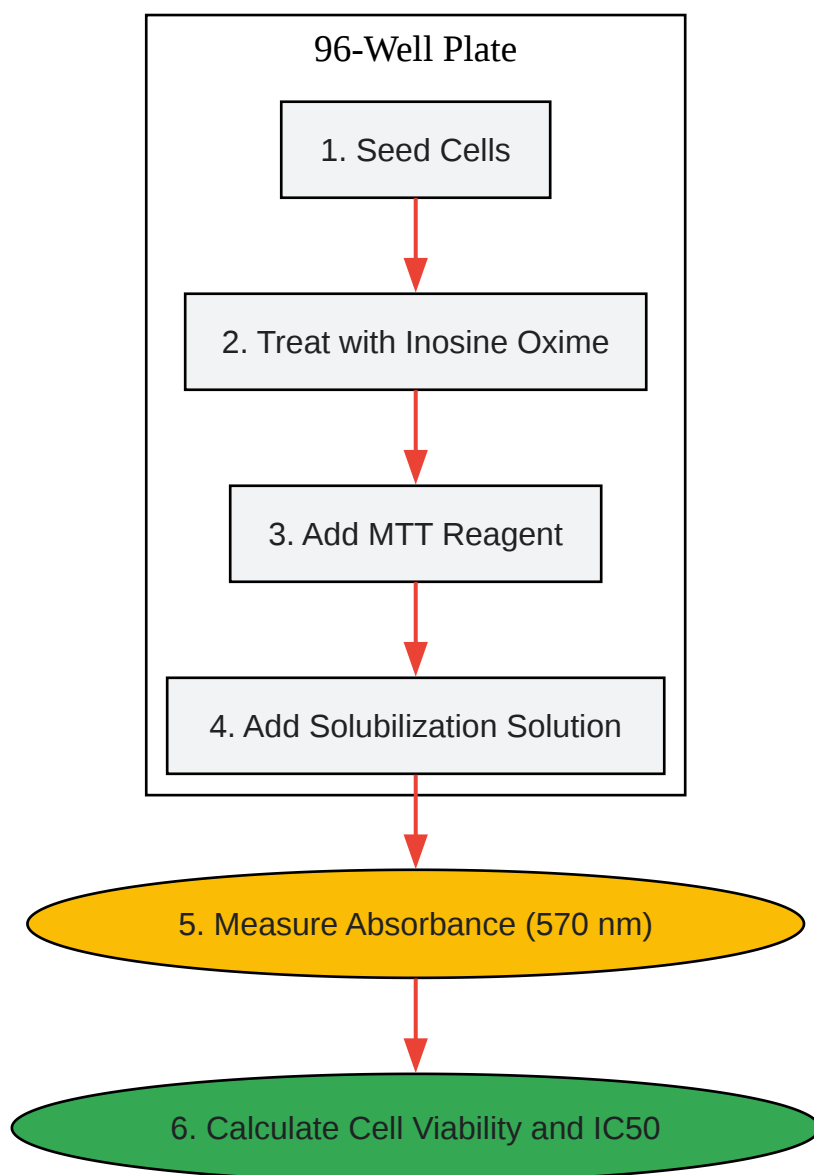 96-Well Plate
1. Seed Cells
2. Treat with Inosine Oxime
3. Add MTT Reagent
4. Add Solubilization Solution
5. Measure Absorbance (570 nm)
6. Calculate Cell Viability and IC50